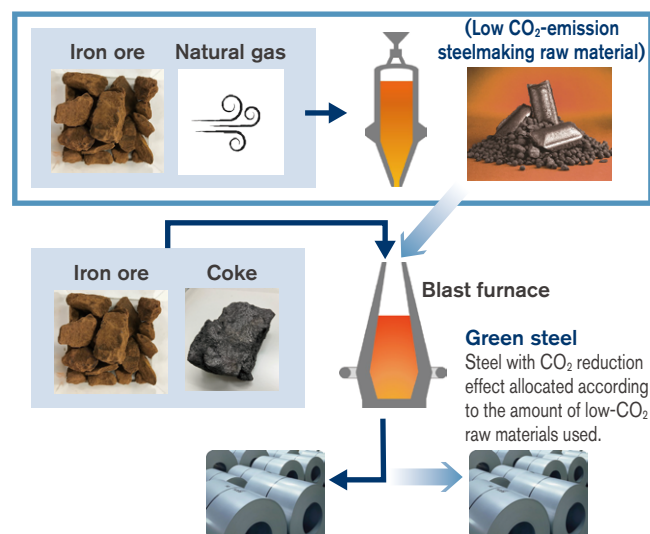 Iron ore
Natural gas
(Low CO₂-emission
steelmaking raw material)
Iron ore
Coke
Blast furnace
Green steel
Steel with CO₂ reduction
effect allocated according
to the amount of low-CO₂
raw materials used.